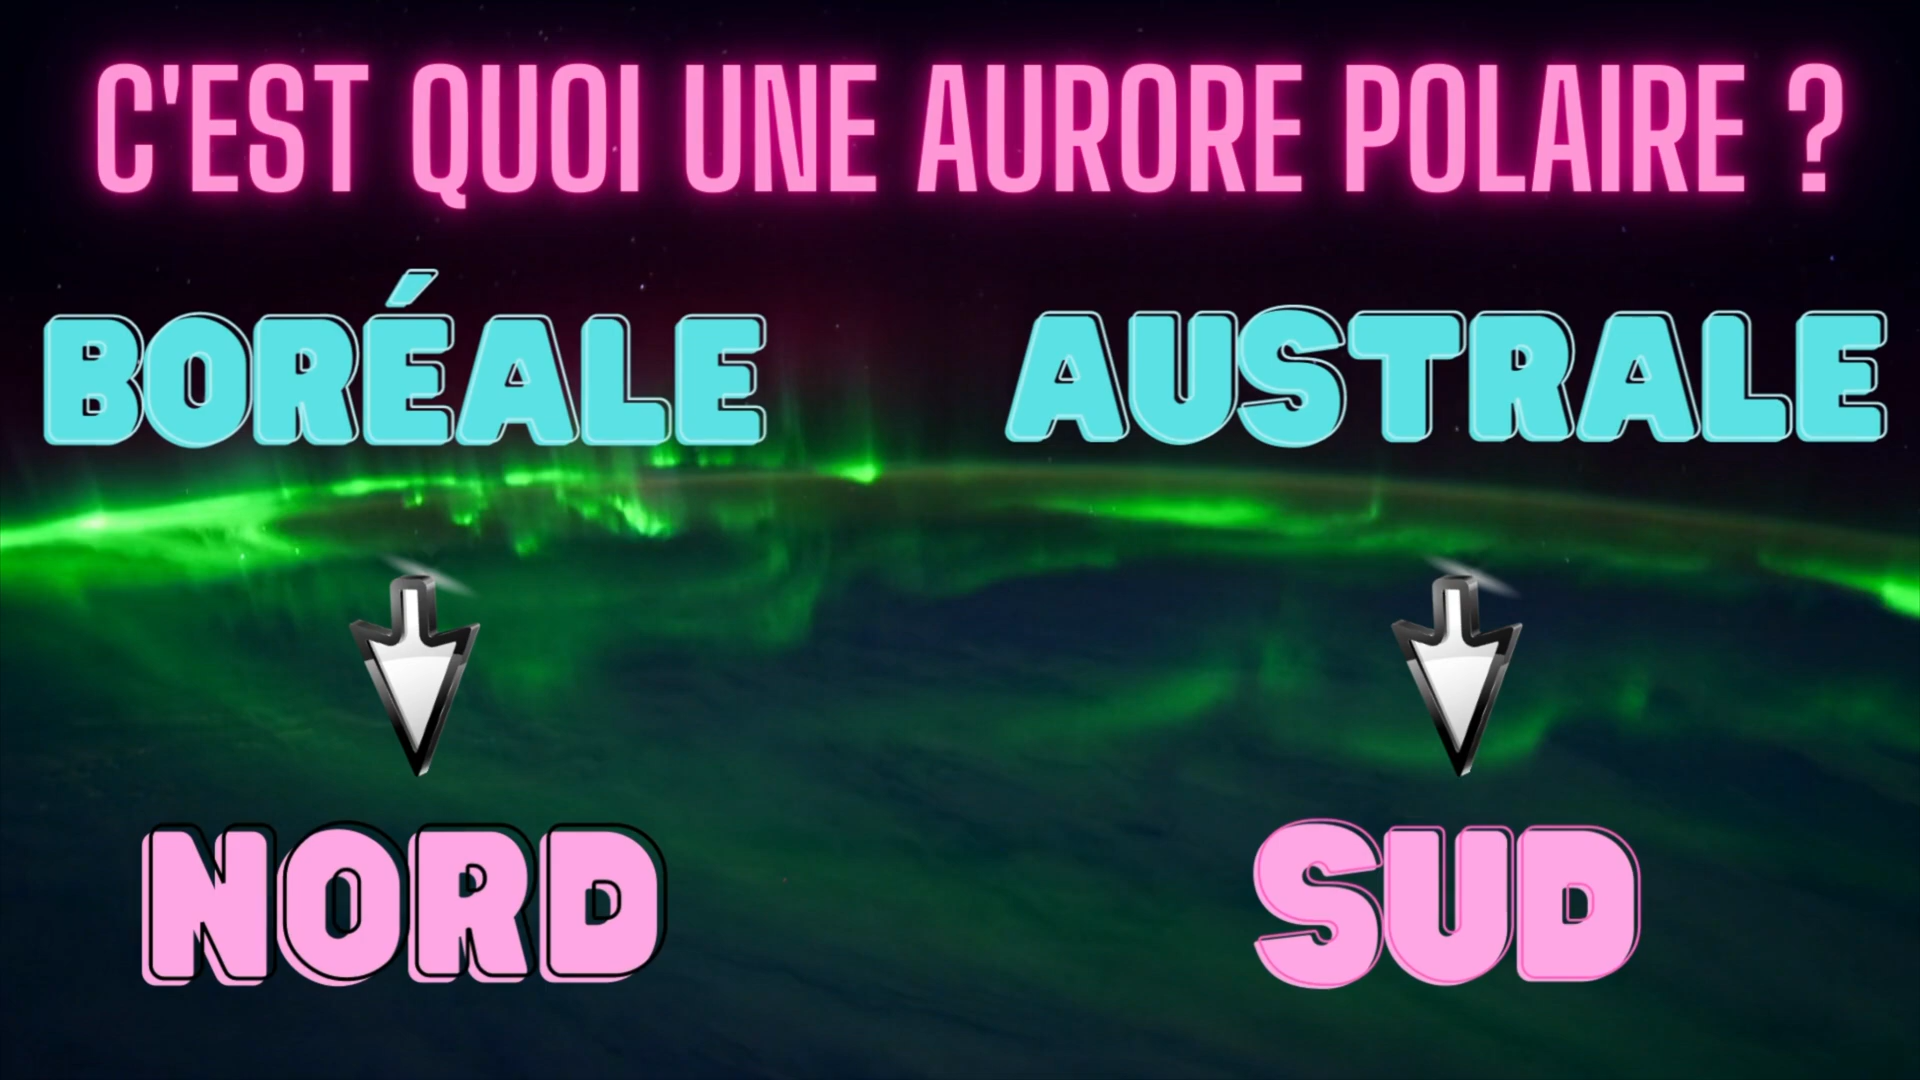 C'EST QUOI UNE AURORE POLAIRE ?
BORÉALE
AUSTRALE
NORD
SUD